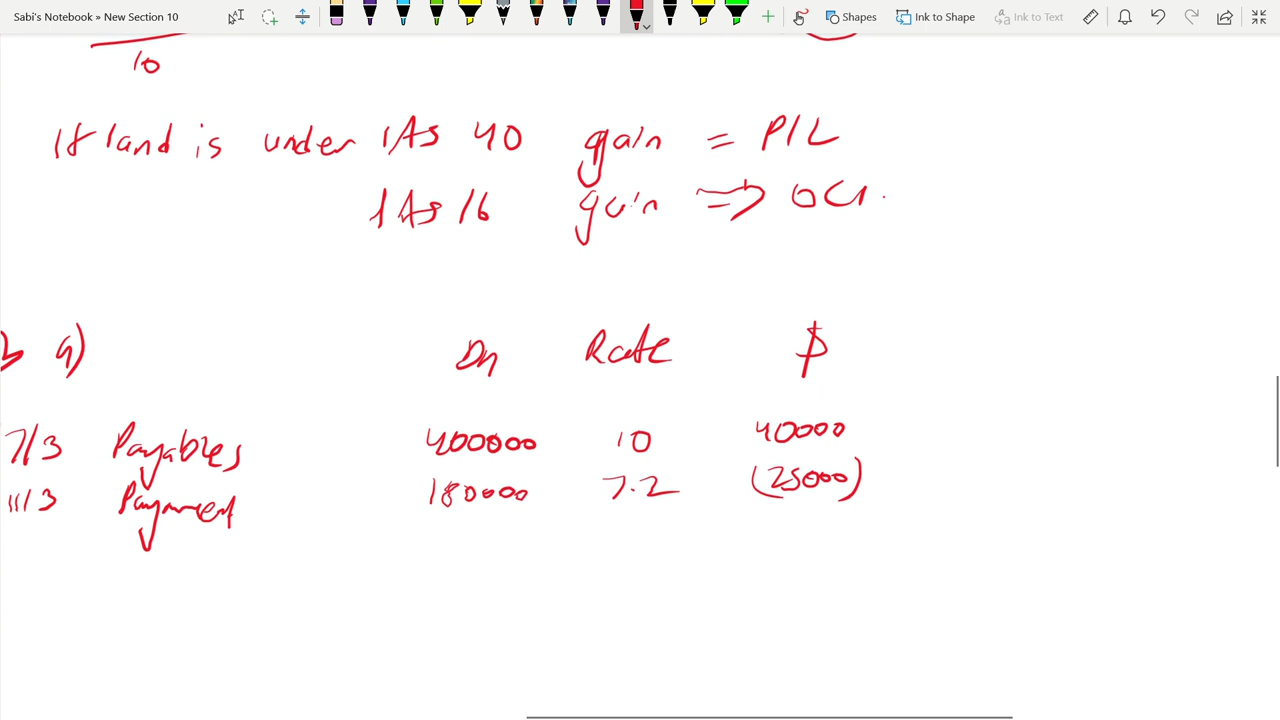 Sabi's Notebook » New Section 10
Shapes
Ink to Shape
Ink to Text
10
If land is under IAS 40 gain = P/L
IAS 16 gain => OCI.
a) Dn Rate $
7/3 Payables 400000 10 40000
11/3 Payment 180000 7.2 (25000)